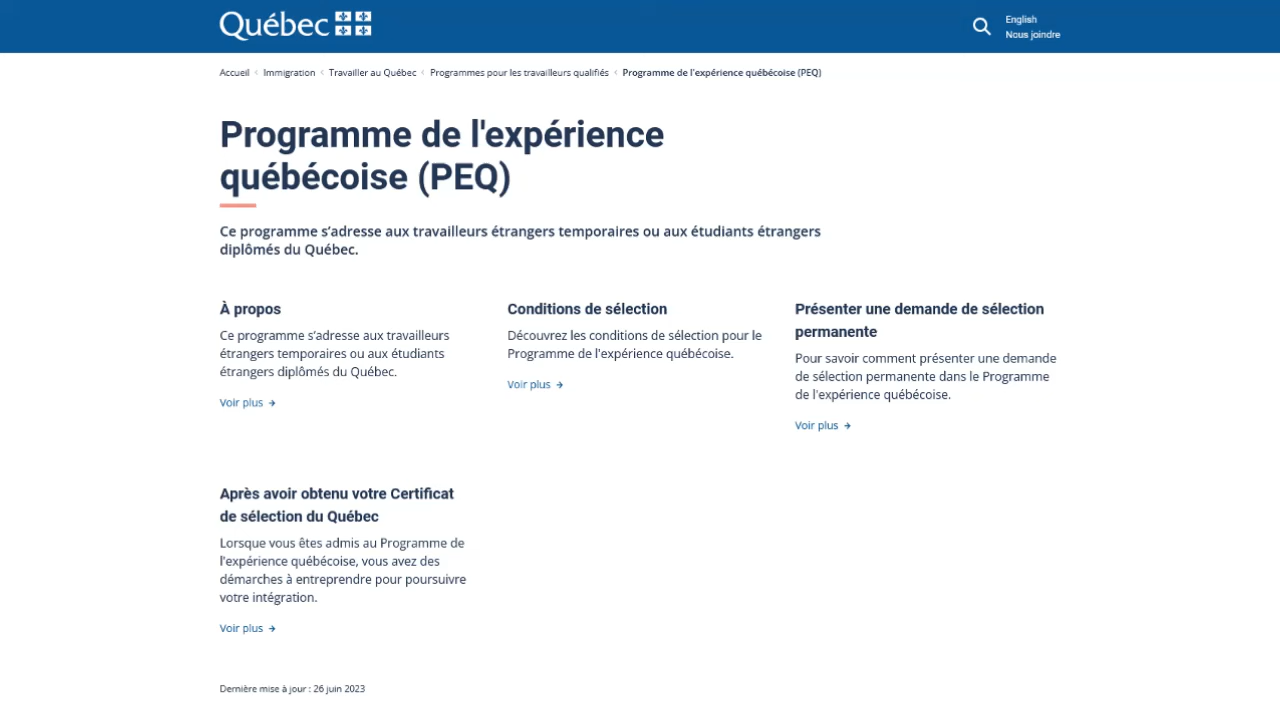 Québec
English
Nous joindre
Accueil < Immigration < Travailler au Québec < Programmes pour les travailleurs qualifiés < Programme de l'expérience québécoise (PEQ)
Programme de l'expérience
québécoise (PEQ)
Ce programme s’adresse aux travailleurs étrangers temporaires ou aux étudiants étrangers
diplômés du Québec.
À propos
Ce programme s’adresse aux travailleurs
étrangers temporaires ou aux étudiants
étrangers diplômés du Québec.
Voir plus →
Conditions de sélection
Découvrez les conditions de sélection pour le
Programme de l'expérience québécoise.
Voir plus →
Présenter une demande de sélection
permanente
Pour savoir comment présenter une demande
de sélection permanente dans le Programme
de l'expérience québécoise.
Voir plus →
Après avoir obtenu votre Certificat
de sélection du Québec
Lorsque vous êtes admis au Programme de
l'expérience québécoise, vous avez des
démarches à entreprendre pour poursuivre
votre intégration.
Voir plus →
Dernière mise à jour : 26 juin 2023